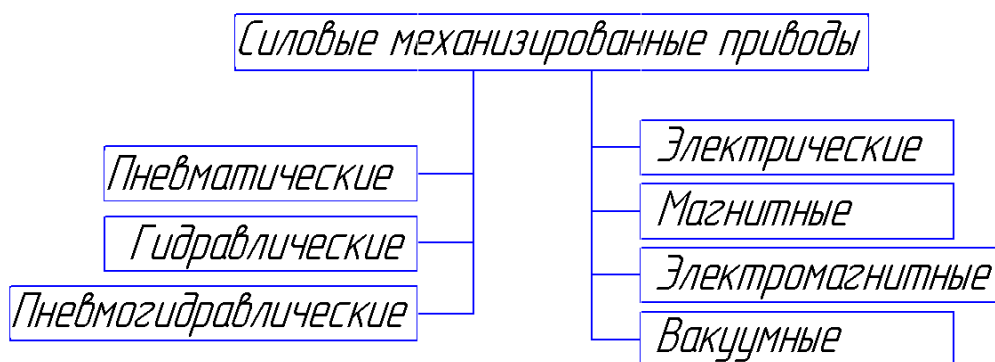 Силовые механизированные приводы
Пневматические
Гидравлические
Пневмогидравлические
Электрические
Магнитные
Электромагнитные
Вакуумные